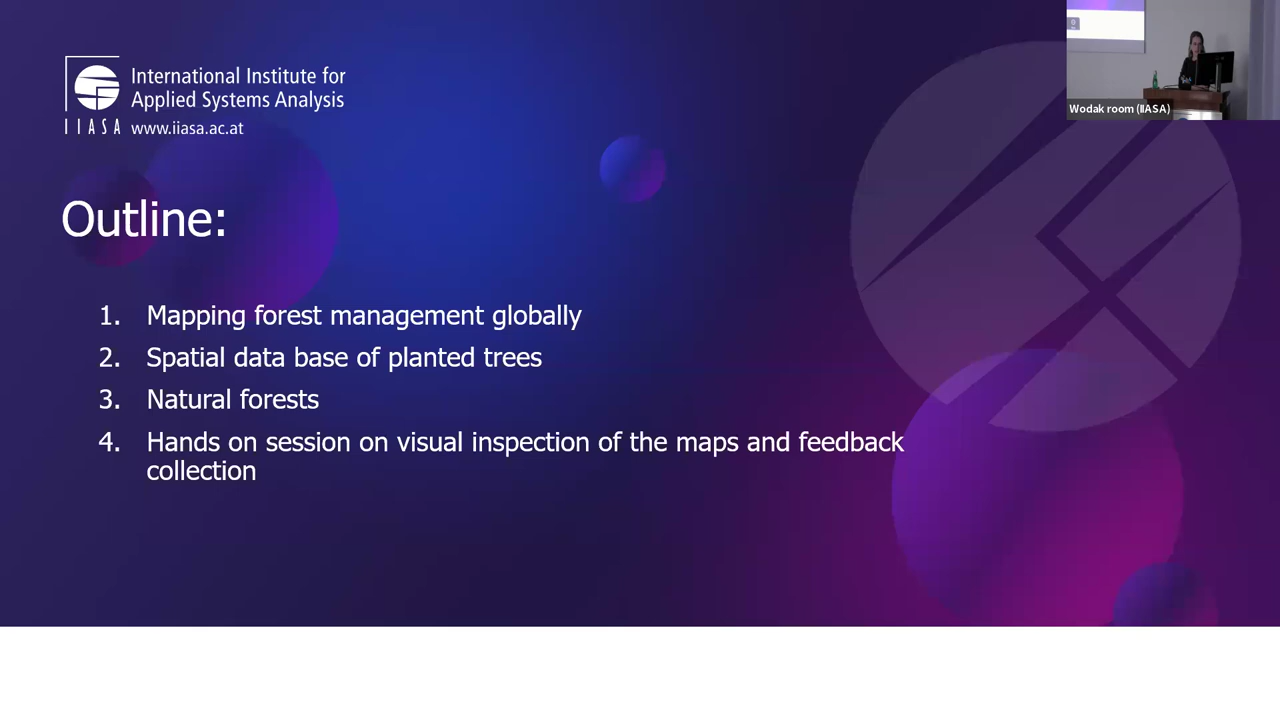 International Institute for
Applied Systems Analysis
IIASA www.iiasa.ac.at
Wodak room (IIASA)
Outline:
1. Mapping forest management globally
2. Spatial data base of planted trees
3. Natural forests
4. Hands on session on visual inspection of the maps and feedback
collection